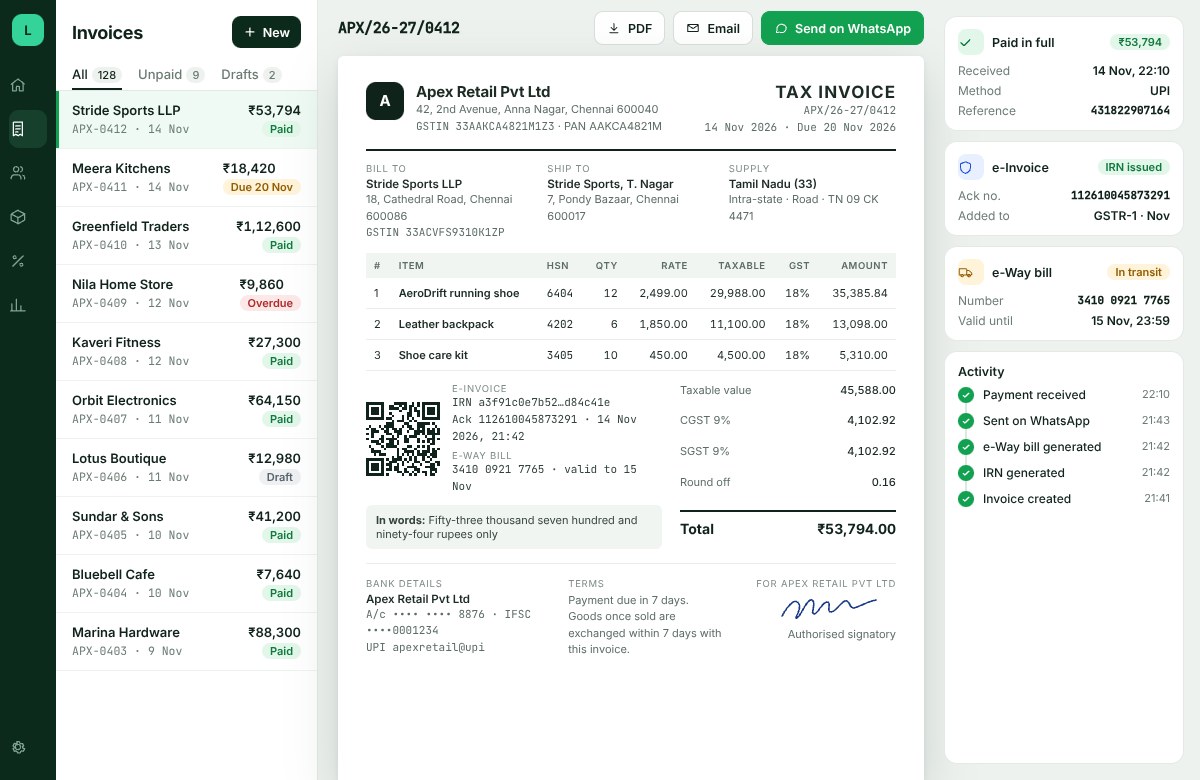 L
Invoices
+ New
All 128 Unpaid 9 Drafts 2
Stride Sports LLP ₹53,794
APX-0412 · 14 Nov Paid
Meera Kitchens ₹18,420
APX-0411 · 14 Nov Due 20 Nov
Greenfield Traders ₹1,12,600
APX-0410 · 13 Nov Paid
Nila Home Store ₹9,860
APX-0409 · 12 Nov Overdue
Kaveri Fitness ₹27,300
APX-0408 · 12 Nov Paid
Orbit Electronics ₹64,150
APX-0407 · 11 Nov Paid
Lotus Boutique ₹12,980
APX-0406 · 11 Nov Draft
Sundar & Sons ₹41,200
APX-0405 · 10 Nov Paid
Bluebell Cafe ₹7,640
APX-0404 · 10 Nov Paid
Marina Hardware ₹88,300
APX-0403 · 9 Nov Paid
APX/26-27/0412
PDF
Email
Send on WhatsApp
A
Apex Retail Pvt Ltd
42, 2nd Avenue, Anna Nagar, Chennai 600040
GSTIN 33AAKCA4821M1Z3 · PAN AAKCA4821M
TAX INVOICE
APX/26-27/0412
14 Nov 2026 · Due 20 Nov 2026
BILL TO
Stride Sports LLP
18, Cathedral Road, Chennai
600086
GSTIN 33ACVFS9310K1ZP
SHIP TO
Stride Sports, T. Nagar
7, Pondy Bazaar, Chennai
600017
SUPPLY
Tamil Nadu (33)
Intra-state · Road · TN 09 CK
4471
# ITEM HSN QTY RATE TAXABLE GST AMOUNT
1 AeroDrift running shoe 6404 12 2,499.00 29,988.00 18% 35,385.84
2 Leather backpack 4202 6 1,850.00 11,100.00 18% 13,098.00
3 Shoe care kit 3405 10 450.00 4,500.00 18% 5,310.00
E-INVOICE
IRN a3f91c0e7b52…d84c41e
Ack 112610045873291 · 14 Nov
2026, 21:42
E-WAY BILL
3410 0921 7765 · valid to 15
Nov
Taxable value 45,588.00
CGST 9% 4,102.92
SGST 9% 4,102.92
Round off 0.16
In words: Fifty-three thousand seven hundred and
ninety-four rupees only
Total ₹53,794.00
BANK DETAILS
Apex Retail Pvt Ltd
A/c •••• •••• 8876 · IFSC
••••0001234
UPI apexretail@upi
TERMS
Payment due in 7 days.
Goods once sold are
exchanged within 7 days with
this invoice.
FOR APEX RETAIL PVT LTD
Authorised signatory
Paid in full ₹53,794
Received 14 Nov, 22:10
Method UPI
Reference 431822907164
e-Invoice IRN issued
Ack no. 112610045873291
Added to GSTR-1 · Nov
e-Way bill In transit
Number 3410 0921 7765
Valid until 15 Nov, 23:59
Activity
Payment received 22:10
Sent on WhatsApp 21:43
e-Way bill generated 21:42
IRN generated 21:42
Invoice created 21:41